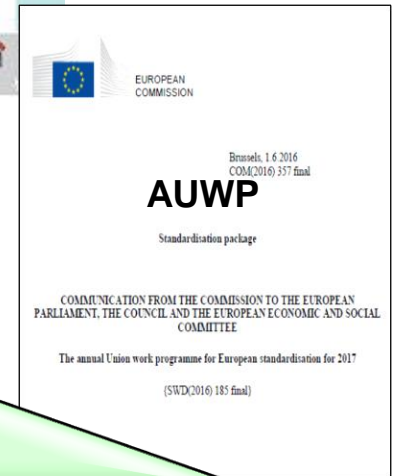 EUROPEAN
COMMISSION
Brussels, 1.6.2016
COM(2016) 357 final
AUWP
Standardisation package
COMMUNICATION FROM THE COMMISSION TO THE EUROPEAN
PARLIAMENT, THE COUNCIL AND THE EUROPEAN ECONOMIC AND SOCIAL
COMMITTEE
The annual Union work programme for European standardisation for 2017
{SWD(2016) 185 final}